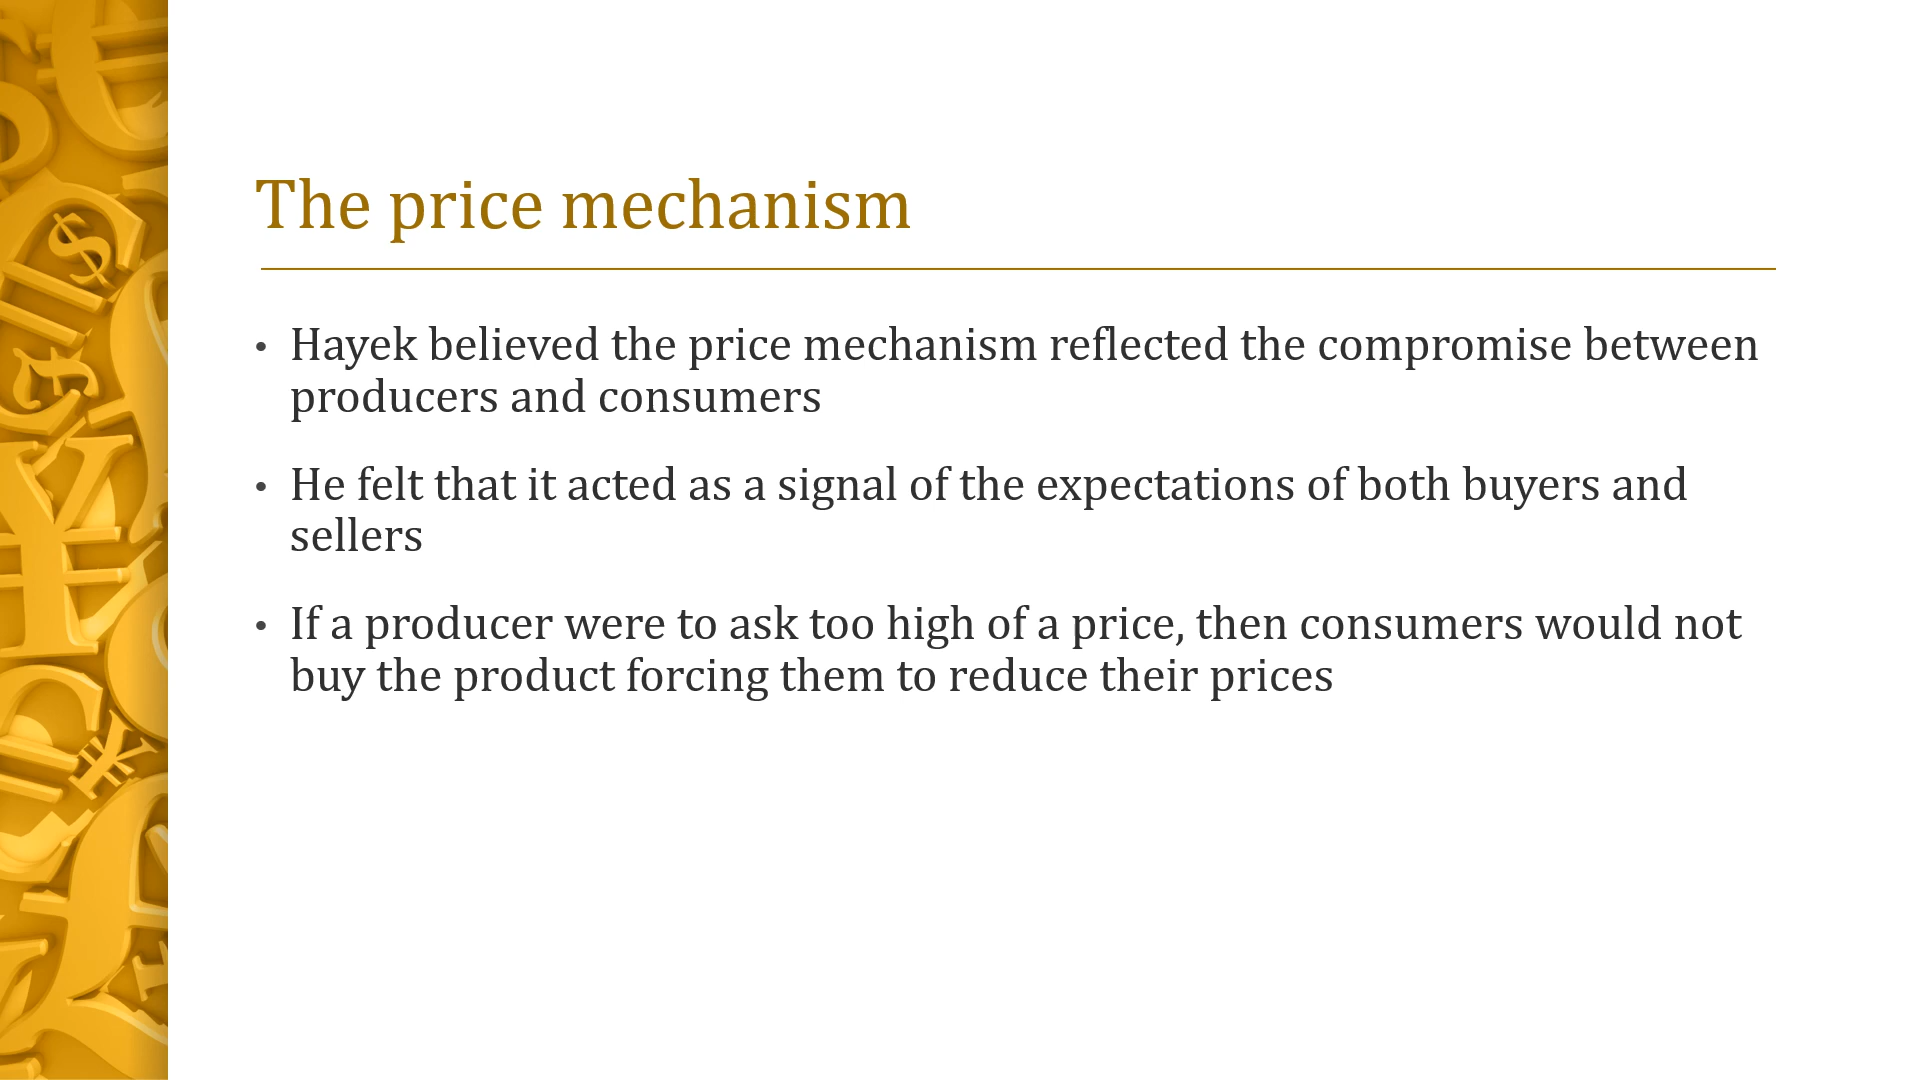 The price mechanism
• Hayek believed the price mechanism reflected the compromise between
producers and consumers
• He felt that it acted as a signal of the expectations of both buyers and
sellers
• If a producer were to ask too high of a price, then consumers would not
buy the product forcing them to reduce their prices